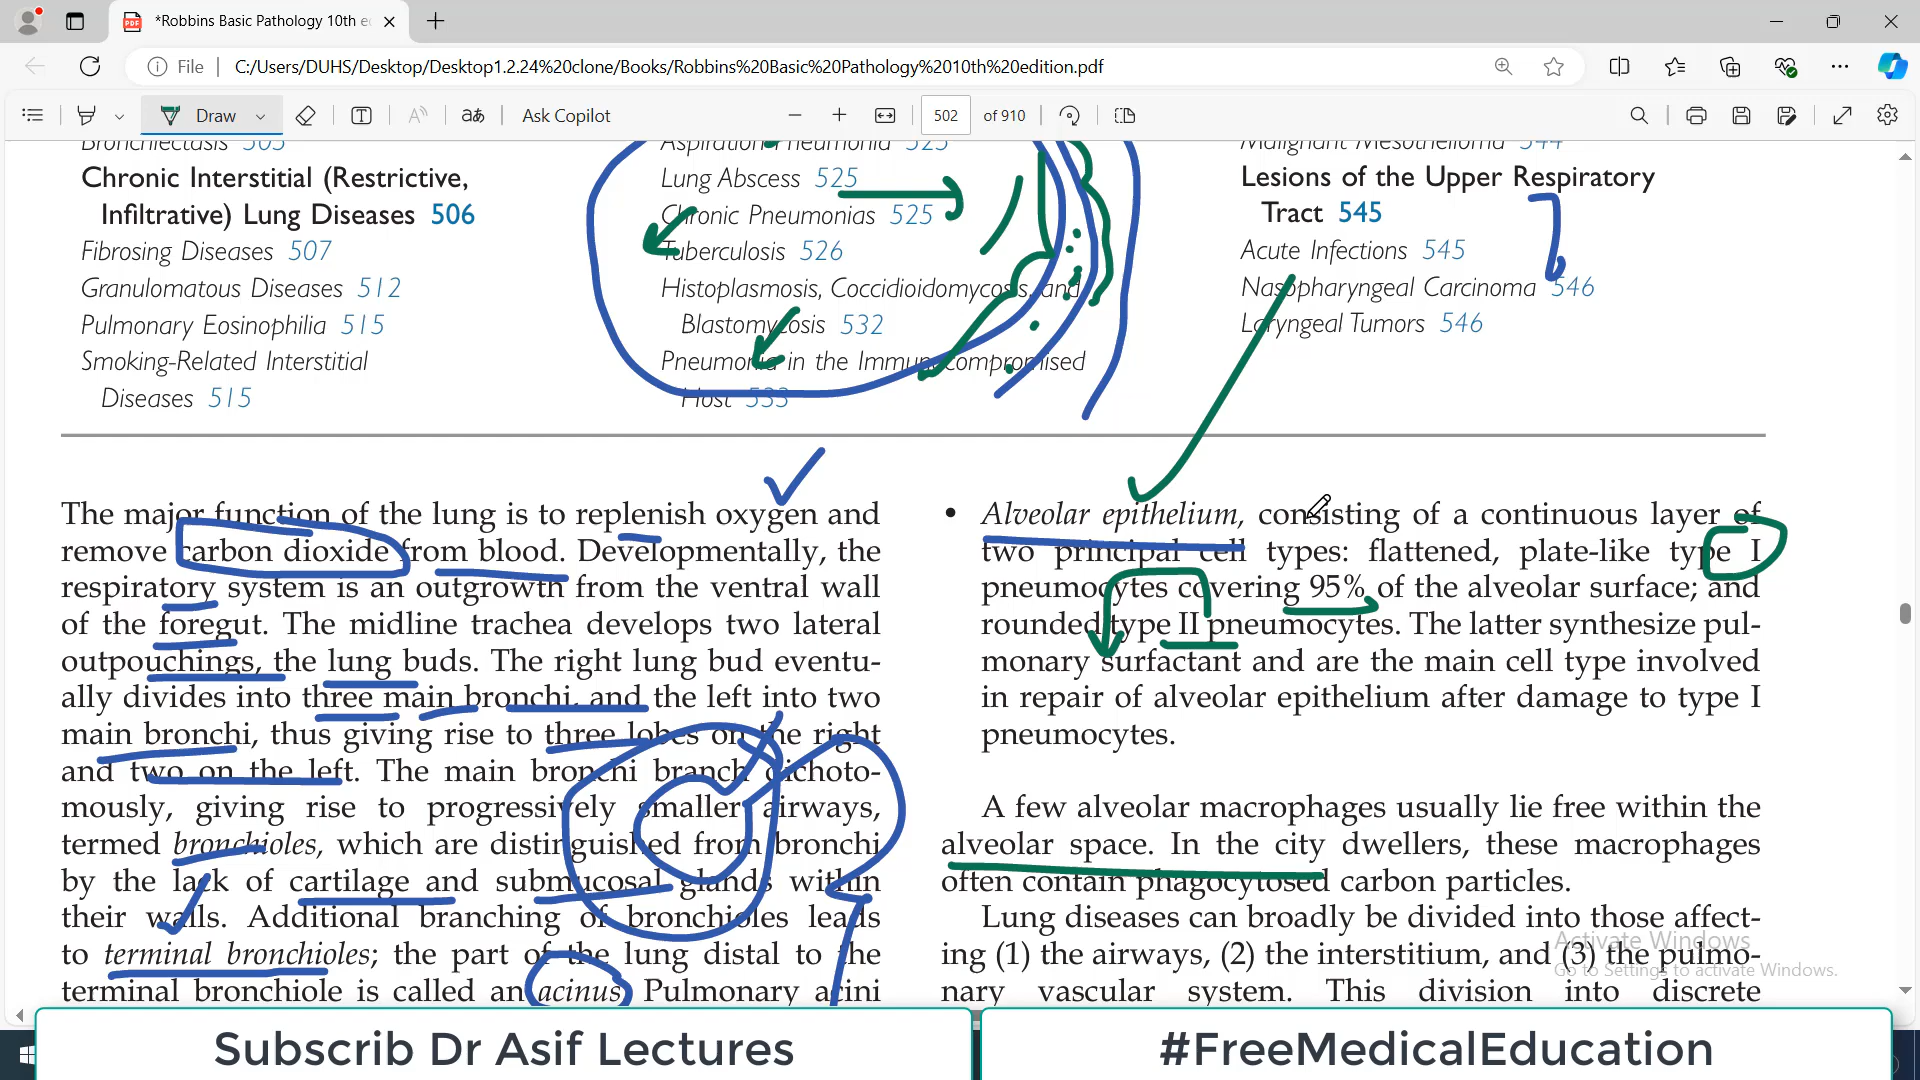 *Robbins Basic Pathology 10th e
File
C:/Users/DUHS/Desktop/Desktop1.2.24%20clone/Books/Robbins%20Basic%20Pathology%2010th%20edition.pdf
Draw
aあ
Ask Copilot
502
of 910
Bronchiectasis 505
Chronic Interstitial (Restrictive,
Infiltrative) Lung Diseases 506
Fibrosing Diseases 507
Granulomatous Diseases 512
Pulmonary Eosinophilia 515
Smoking-Related Interstitial
Diseases 515
Aspiration Pneumonia 525
Lung Abscess 525
Chronic Pneumonias 525
Tuberculosis 526
Histoplasmosis, Coccidioidomycosis, and
Blastomycosis 532
Pneumonia in the Immunocompromised
Host 533
Malignant Mesothelioma 544
Lesions of the Upper Respiratory
Tract 545
Acute Infections 545
Nasopharyngeal Carcinoma 546
Laryngeal Tumors 546
The major function of the lung is to replenish oxygen and
remove carbon dioxide from blood. Developmentally, the
respiratory system is an outgrowth from the ventral wall
of the foregut. The midline trachea develops two lateral
outpouchings, the lung buds. The right lung bud eventu-
ally divides into three main bronchi, and the left into two
main bronchi, thus giving rise to three lobes on the right
and two on the left. The main bronchi branch dichoto-
mously, giving rise to progressively smaller airways,
termed bronchioles, which are distinguished from bronchi
by the lack of cartilage and submucosal glands within
their walls. Additional branching of bronchioles leads
to terminal bronchioles; the part of the lung distal to the
terminal bronchiole is called an acinus. Pulmonary acini
• Alveolar epithelium, consisting of a continuous layer of
two principal cell types: flattened, plate-like type I
pneumocytes covering 95% of the alveolar surface; and
rounded type II pneumocytes. The latter synthesize pul-
monary surfactant and are the main cell type involved
in repair of alveolar epithelium after damage to type I
pneumocytes.
A few alveolar macrophages usually lie free within the
alveolar space. In the city dwellers, these macrophages
often contain phagocytosed carbon particles.
Lung diseases can broadly be divided into those affect-
ing (1) the airways, (2) the interstitium, and (3) the pulmo-
nary vascular system. This division into discrete
Activate Windows
Go to Settings to activate Windows.
Subscrib Dr Asif Lectures
#FreeMedicalEducation